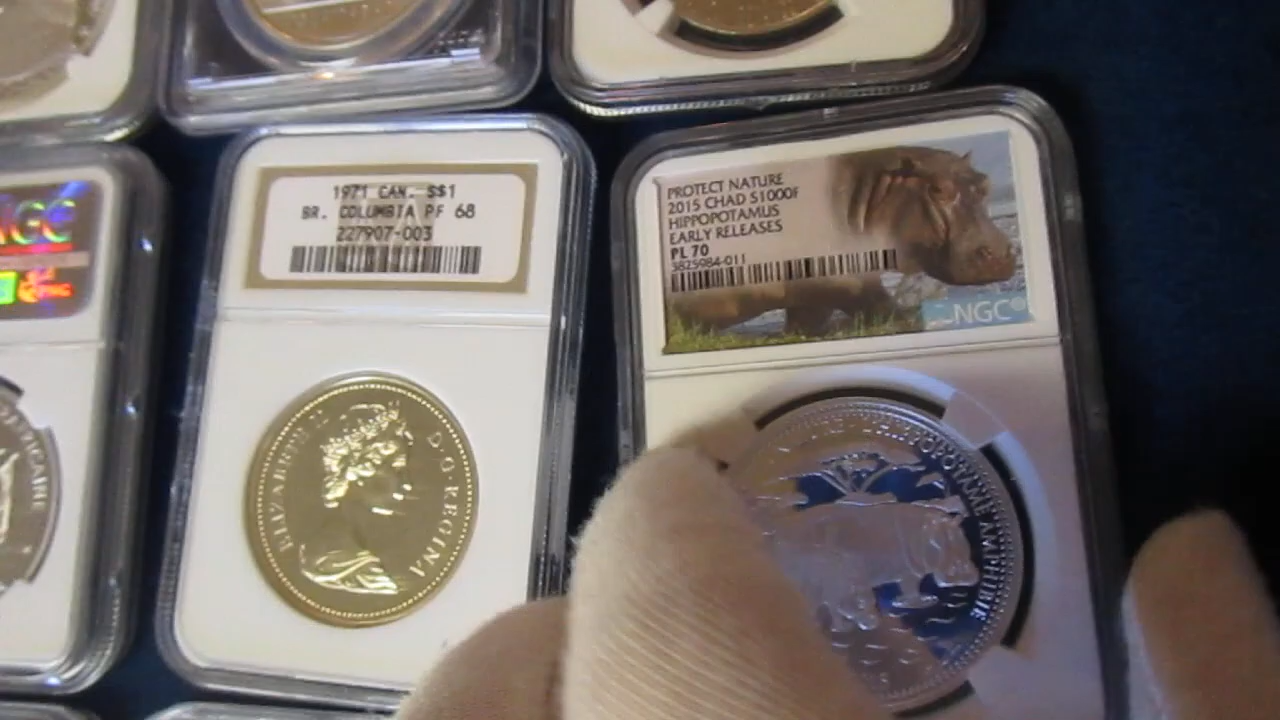 NGC
1971 CAN. S$1
BR. COLUMBIA PF 68
227907-003
ELIZABETH II D·G·REGINA
PROTECT NATURE
2015 CHAD S1000F
HIPPOPOTAMUS
EARLY RELEASES
PL 70
3825984-011
NGC
L'HIPPOPOTAME AMPHIBIE